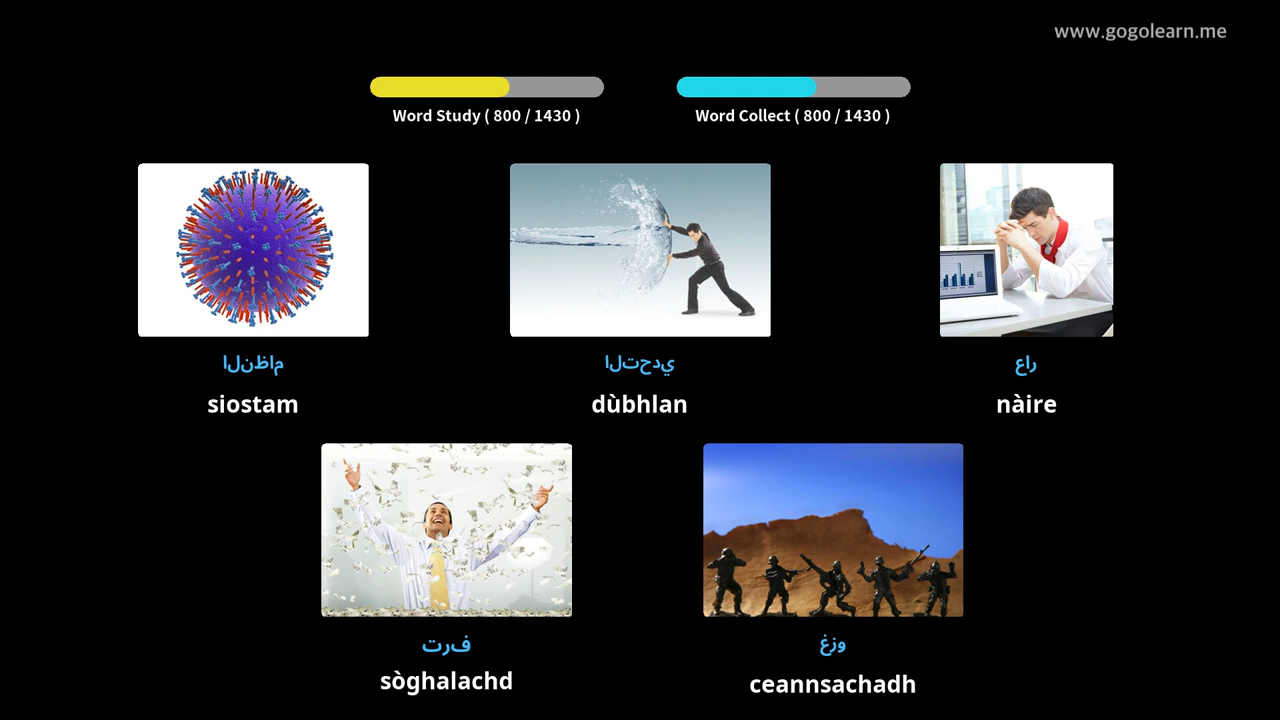 www.gogolearn.me
Word Study ( 800 / 1430 )
Word Collect ( 800 / 1430 )
النظام
التحدي
عار
siostam
dùbhlan
nàire
ترف
غزو
sòghalachd
ceannsachadh